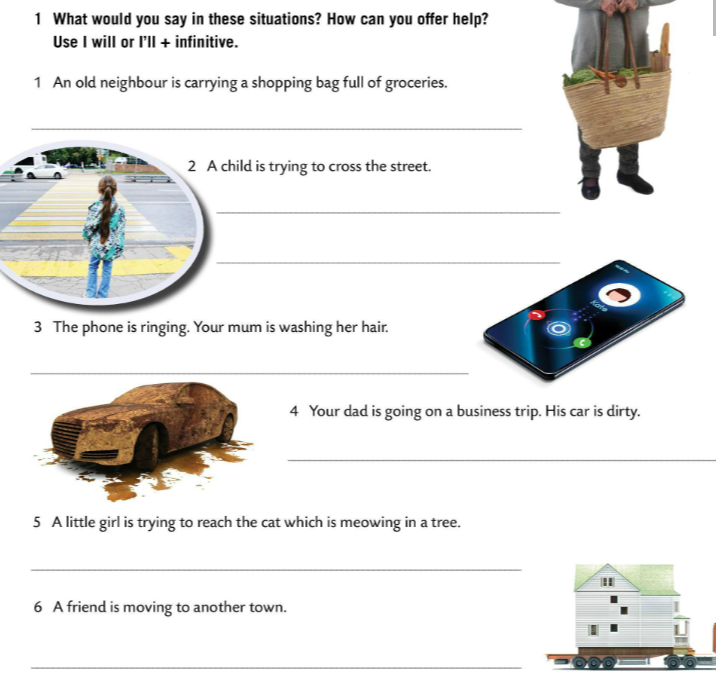 1 What would you say in these situations? How can you offer help?
Use I will or I'll + infinitive.
1 An old neighbour is carrying a shopping bag full of groceries.
2 A child is trying to cross the street.
3 The phone is ringing. Your mum is washing her hair.
Kate
4 Your dad is going on a business trip. His car is dirty.
5 A little girl is trying to reach the cat which is meowing in a tree.
6 A friend is moving to another town.